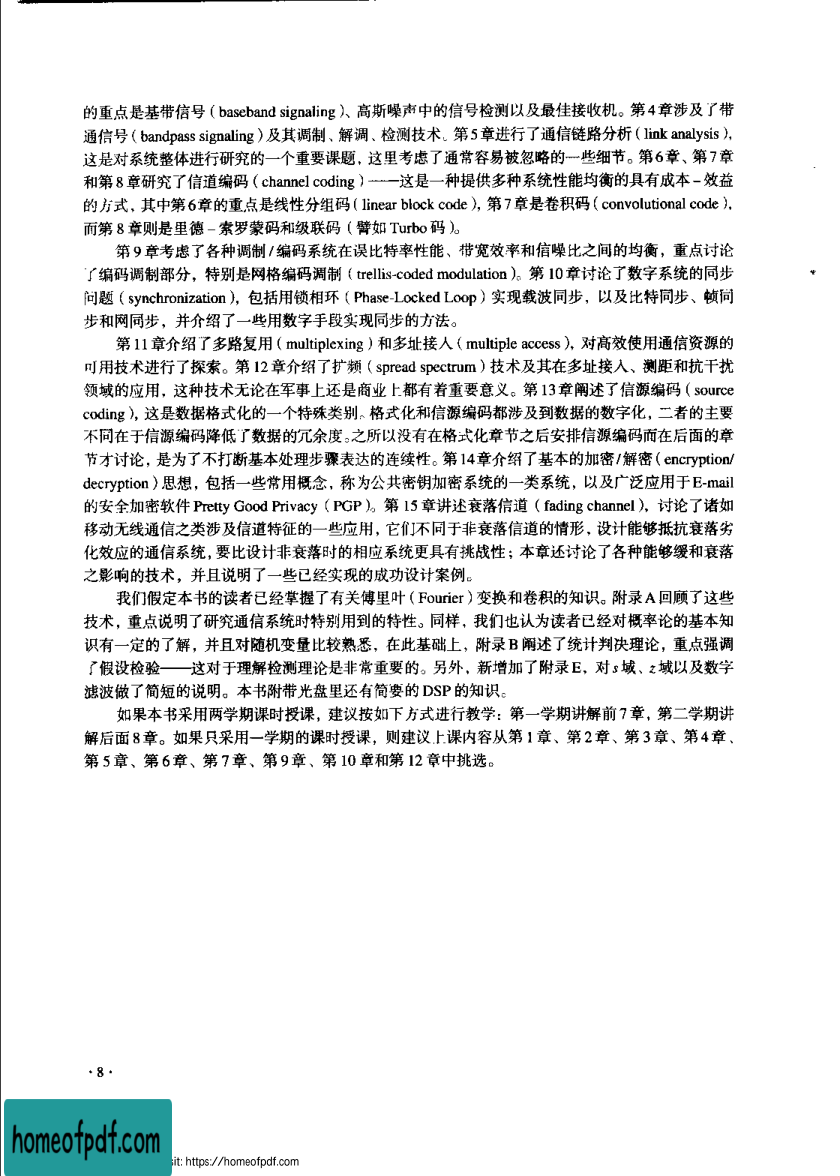 的重点是基带信号（baseband signaling）、高斯噪声中的信号检测以及最佳接收机。第4章涉及了带
通信号（bandpass signaling）及其调制、解调、检测技术。第5章进行了通信链路分析（link analysis），
这是对系统整体进行研究的一个重要课题，这里考虑了通常容易被忽略的一些细节。第6章、第7章
和第8章研究了信道编码（channel coding）——这是一种提供多种系统性能均衡的具有成本－效益
的方式，其中第6章的重点是线性分组码（linear block code），第7章是卷积码（convolutional code），
而第8章则是里德－索罗蒙码和级联码（譬如Turbo码）。
第9章考虑了各种调制/编码系统在误比特率性能、带宽效率和信噪比之间的均衡，重点讨论
了编码调制部分，特别是网格编码调制（trellis-coded modulation）。第10章讨论了数字系统的同步
问题（synchronization），包括用锁相环（Phase-Locked Loop）实现载波同步，以及比特同步、帧同
步和网同步，并介绍了一些用数字手段实现同步的方法。
第11章介绍了多路复用（multiplexing）和多址接入（multiple access），对高效使用通信资源的
可用技术进行了探索。第12章介绍了扩频（spread spectrum）技术及其在多址接入、测距和抗干扰
领域的应用，这种技术无论在军事上还是商业上都有着重要意义。第13章阐述了信源编码（source
coding），这是数据格式化的一个特殊类别。格式化和信源编码都涉及到数据的数字化，二者的主要
不同在于信源编码降低了数据的冗余度。之所以没有在格式化章节之后安排信源编码而在后面的章
节才讨论，是为了不打断基本处理步骤表达的连续性。第14章介绍了基本的加密/解密（encryption/
decryption）思想，包括一些常用概念，称为公共密钥加密系统的一类系统，以及广泛应用于E-mail
的安全加密软件Pretty Good Privacy（PGP）。第15章讲述衰落信道（fading channel），讨论了诸如
移动无线通信之类涉及信道特征的一些应用，它们不同于非衰落信道的情形，设计能够抵抗衰落劣
化效应的通信系统，要比设计非衰落时的相应系统更具有挑战性；本章还讨论了各种能够缓和衰落
之影响的技术，并且说明了一些已经实现的成功设计案例。
我们假定本书的读者已经掌握了有关傅里叶（Fourier）变换和卷积的知识。附录A回顾了这些
技术，重点说明了研究通信系统时特别用到的特性。同样，我们也认为读者已经对概率论的基本知
识有一定的了解，并且对随机变量比较熟悉，在此基础上，附录B阐述了统计判决理论，重点强调
了假设检验——这对于理解检测理论是非常重要的。另外，新增加了附录E，对s域、z域以及数字
滤波做了简短的说明。本书附带光盘里还有简要的DSP的知识。
如果本书采用两学期课时授课，建议按如下方式进行教学：第一学期讲解前7章，第二学期讲
解后面8章。如果只采用一学期的课时授课，则建议上课内容从第1章、第2章、第3章、第4章、
第5章、第6章、第7章、第9章、第10章和第12章中挑选。
·8·
homeofpdf.com
sit: https://homeofpdf.com